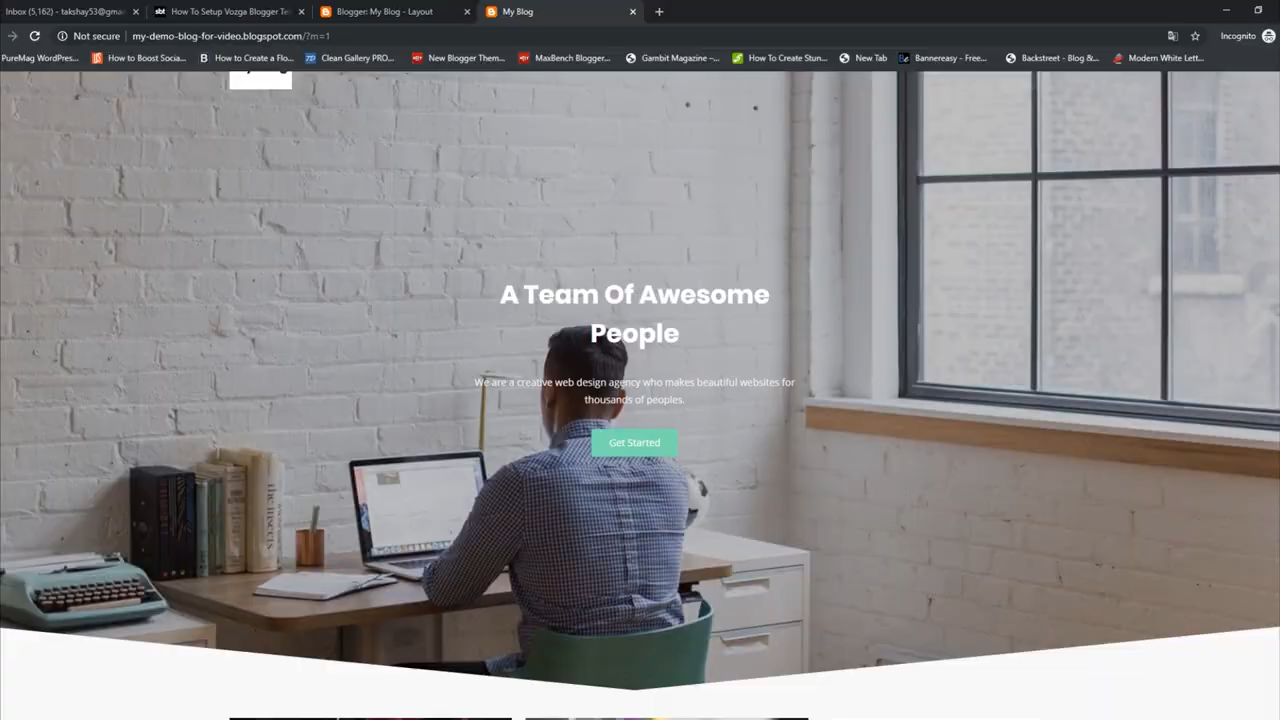 Inbox (5,162) - takshay53@gma
How To Setup Vozga Blogger Te
Blogger: My Blog - Layout
My Blog
Not secure
my-demo-blog-for-video.blogspot.com/?m=1
Incognito
PureMag WordPres...
How to Boost Socia...
How to Create a Flo...
Clean Gallery PRO...
New Blogger Them...
MaxBench Blogger...
Gambit Magazine –...
How To Create Stun...
New Tab
Bannereasy - Free...
Backstreet - Blog &...
Modern White Lett...
A Team Of Awesome
People
We are a creative web design agency who makes beautiful websites for
thousands of peoples.
Get Started